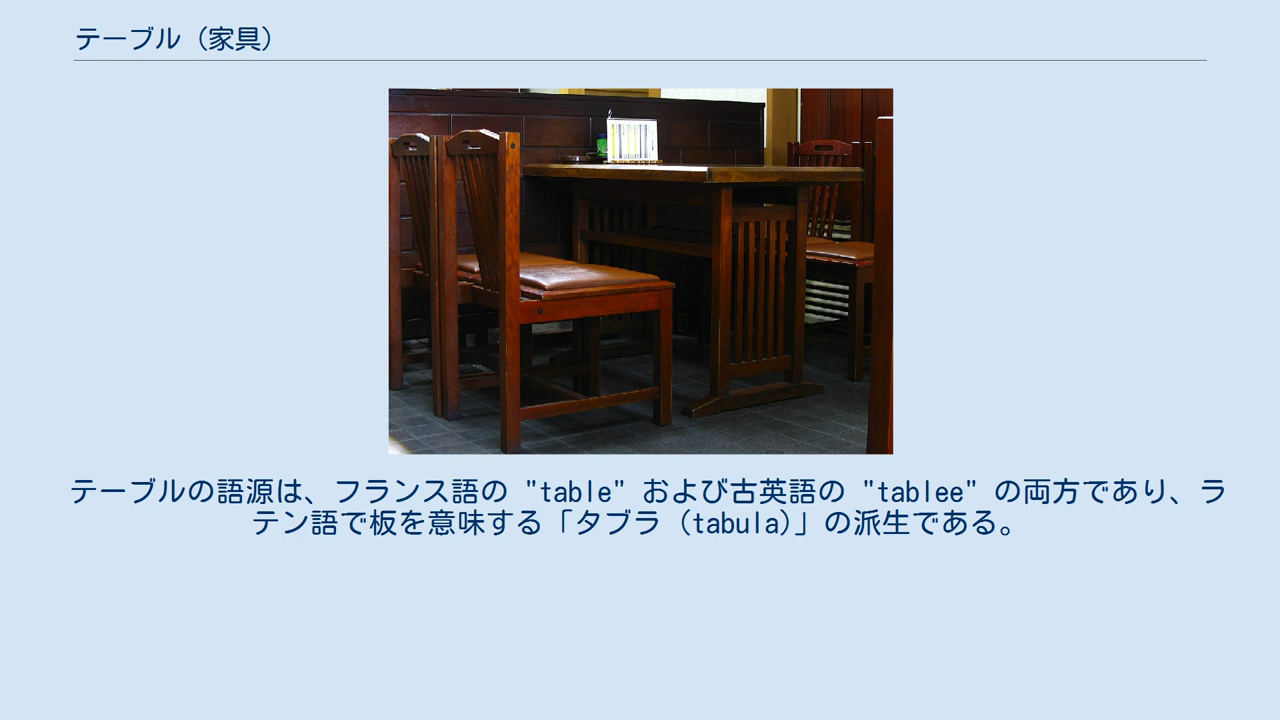 テーブル（家具）
テーブルの語源は、フランス語の "table" および古英語の "tablee" の両方であり、ラ
テン語で板を意味する「タブラ（tabula)」の派生である。